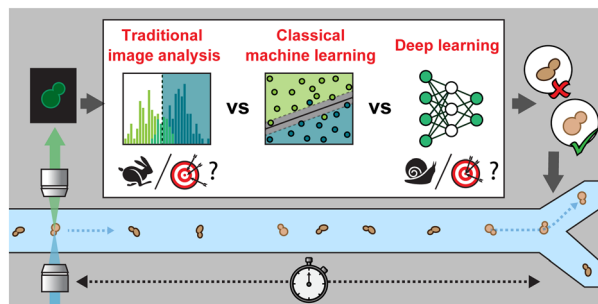 Traditional
image analysis
Classical
machine learning
Deep learning
vs
vs
?
?